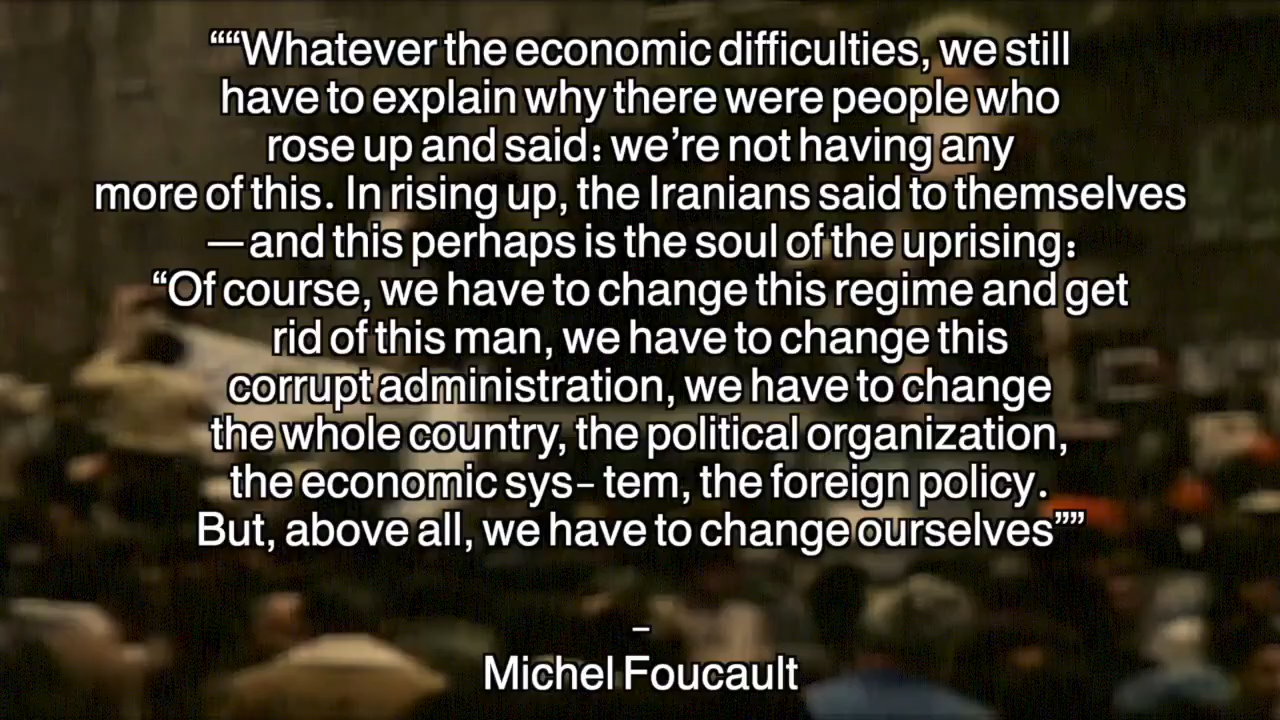 ““Whatever the economic difficulties, we still
have to explain why there were people who
rose up and said: we’re not having any
more of this. In rising up, the Iranians said to themselves
—and this perhaps is the soul of the uprising:
“Of course, we have to change this regime and get
rid of this man, we have to change this
corrupt administration, we have to change
the whole country, the political organization,
the economic sys- tem, the foreign policy.
But, above all, we have to change ourselves””
–
Michel Foucault